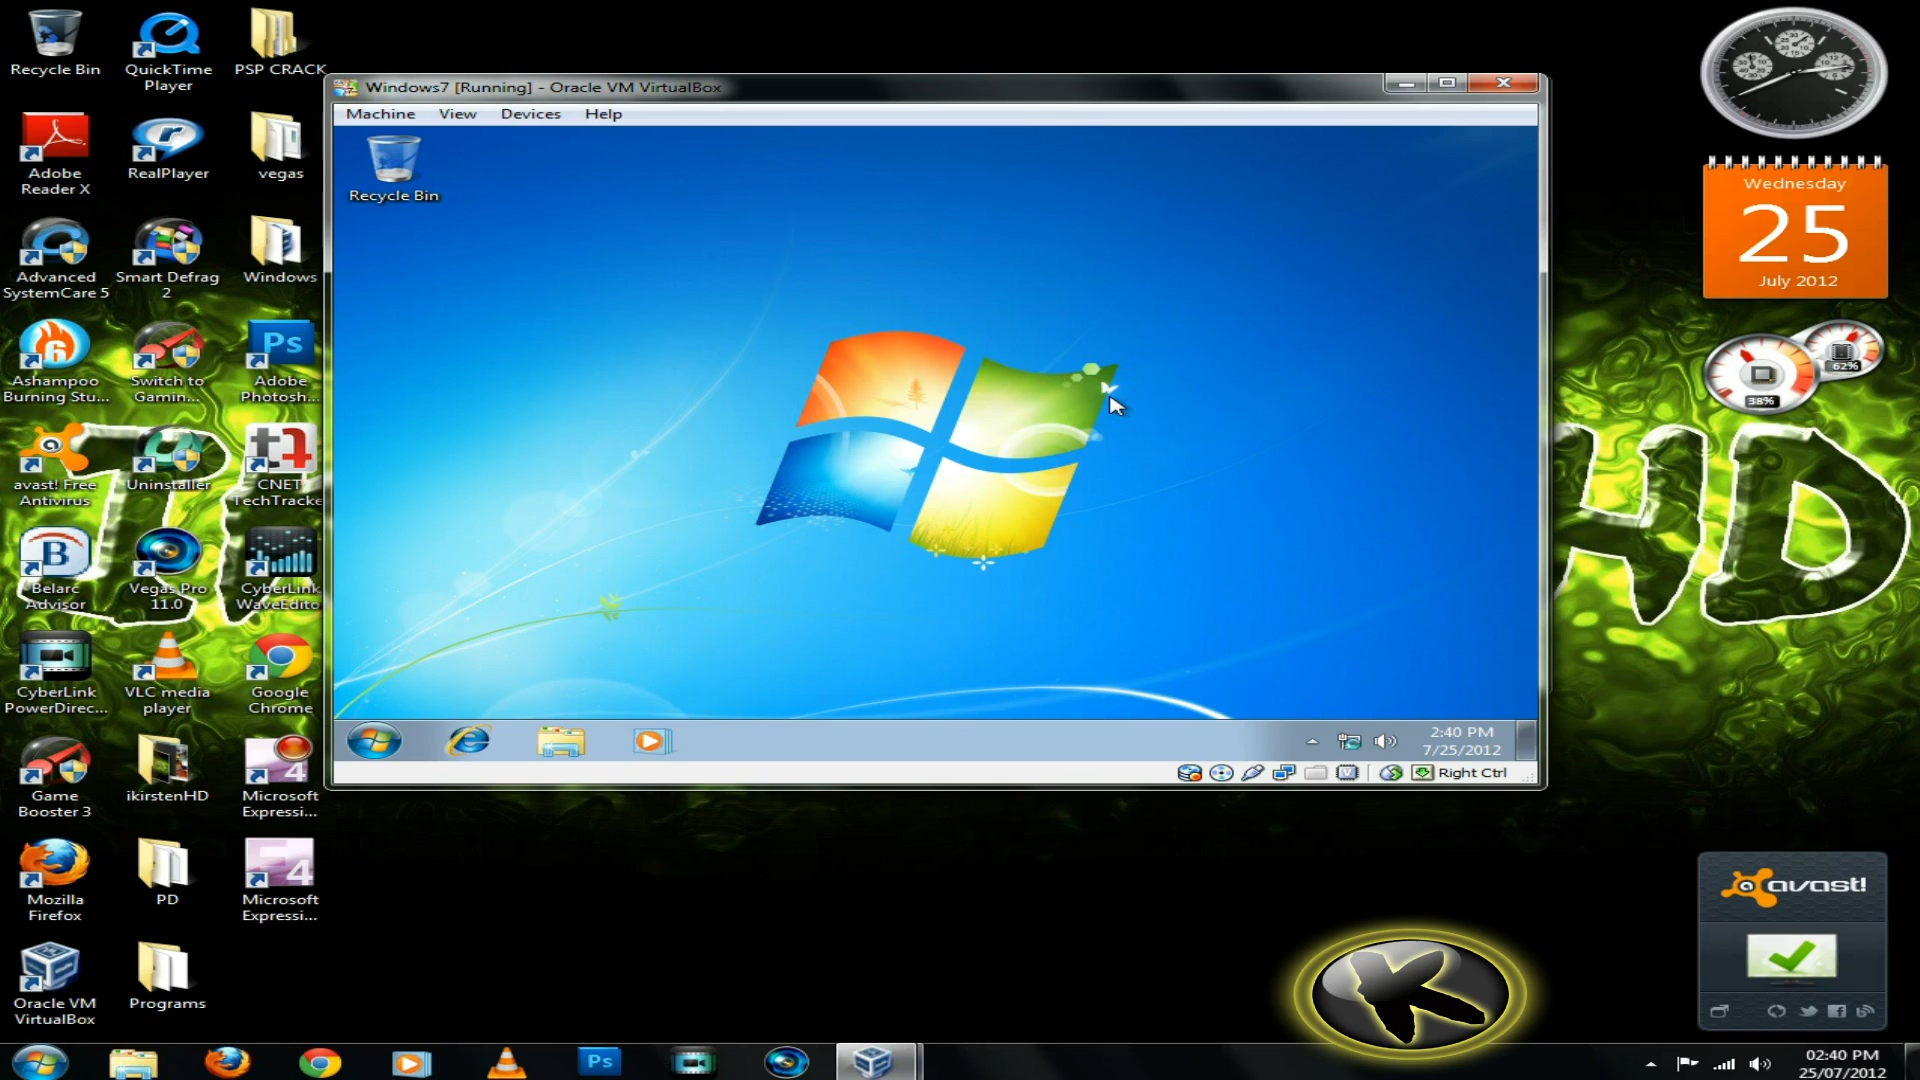 Recycle Bin
QuickTime
Player
PSP CRACK
Adobe
Reader X
RealPlayer
vegas
Advanced
SystemCare 5
Smart Defrag
2
Windows
Ashampoo
Burning Stu...
Switch to
Gamin...
Ps
Adobe
Photosh...
avast! Free
Antivirus
Uninstaller
CNET
TechTracke
B
Belarc
Advisor
Vegas Pro
11.0
CyberLink
WaveEdito
CyberLink
PowerDirec...
VLC media
player
Google
Chrome
Game
Booster 3
ikirstenHD
4
Microsoft
Expressi...
Mozilla
Firefox
PD
4
Microsoft
Expressi...
Oracle VM
VirtualBox
Programs
Windows7 [Running] - Oracle VM VirtualBox
Machine View Devices Help
Recycle Bin
2:40 PM
7/25/2012
Right Ctrl
Wednesday
25
July 2012
62%
38%
HD
avast!
Ps
02:40 PM
25/07/2012